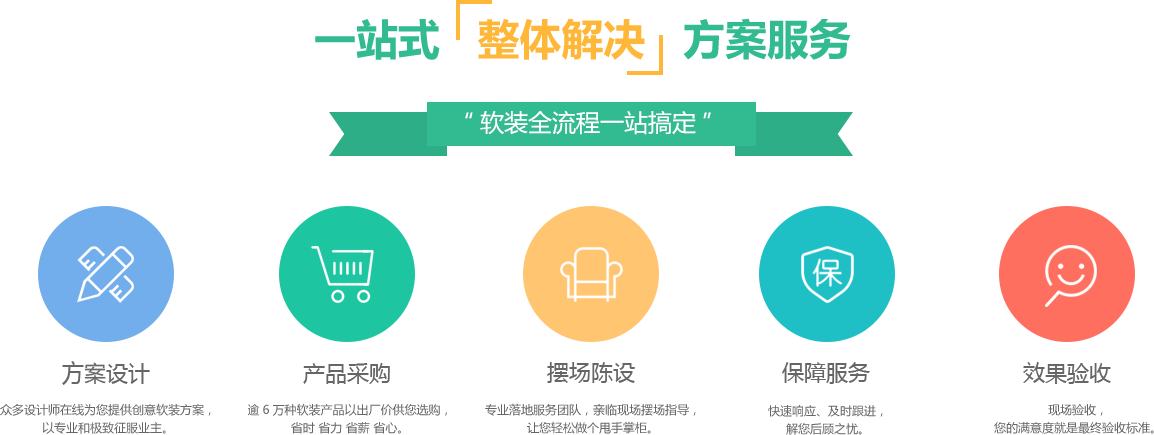 一站式 整体解决 方案服务
“ 软装全流程一站搞定 ”
保
方案设计
众多设计师在线为您提供创意软装方案，
以专业和极致征服业主。
产品采购
逾 6 万种软装产品以出厂价供您选购，
省时 省力 省薪 省心。
摆场陈设
专业落地服务团队，亲临现场摆场指导，
让您轻松做个甩手掌柜。
保障服务
快速响应、及时跟进，
解您后顾之忧。
效果验收
现场验收，
您的满意度就是最终验收标准。